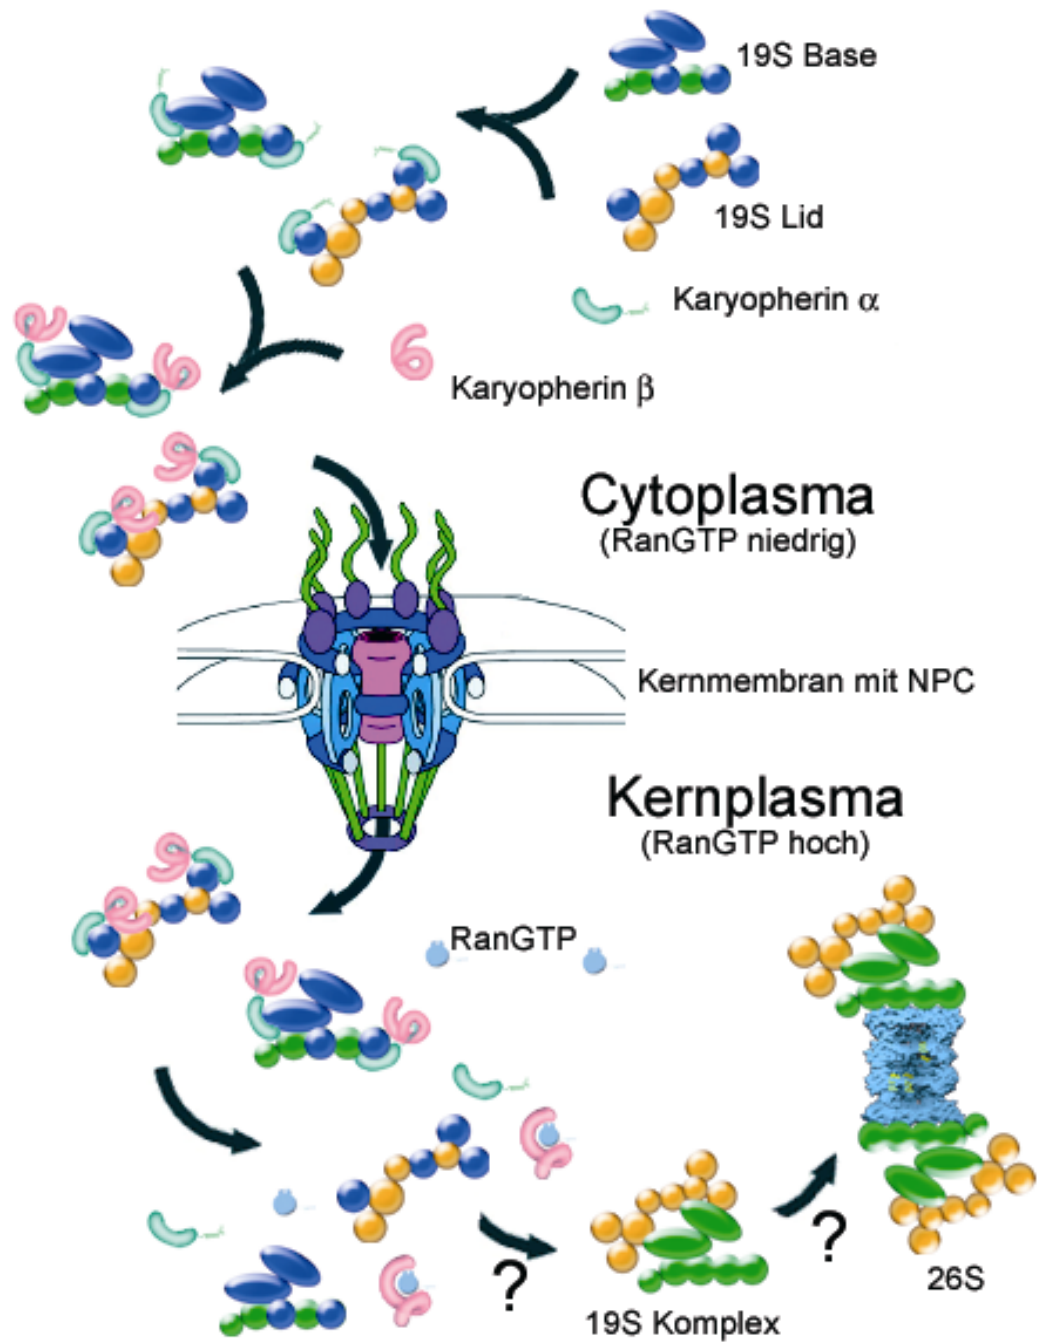 19S Base
19S Lid
Karyopherin α
Karyopherin β
Cytoplasma
(RanGTP niedrig)
Kernmembran mit NPC
Kernplasma
(RanGTP hoch)
RanGTP
?
?
26S
19S Komplex